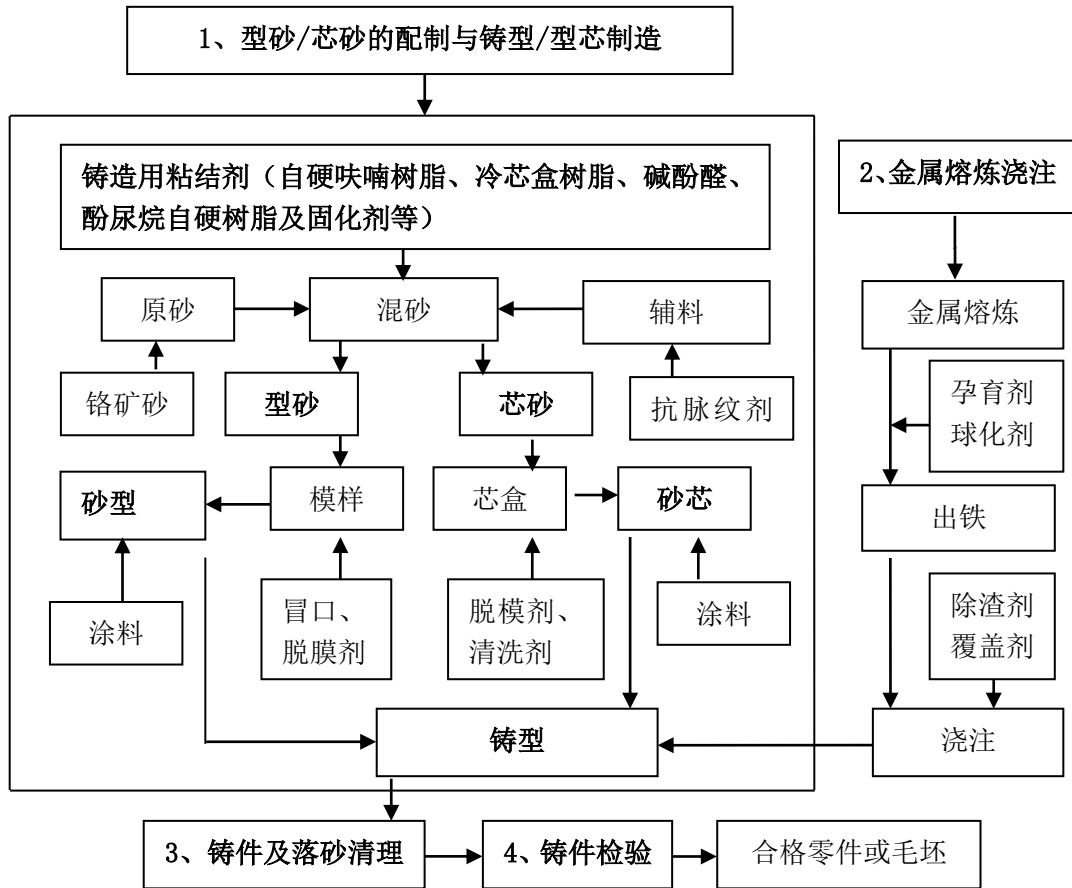 1、型砂/芯砂的配制与铸型/型芯制造
铸造用粘结剂（自硬呋喃树脂、冷芯盒树脂、碱酚醛、
酚尿烷自硬树脂及固化剂等）
2、金属熔炼浇注
原砂
混砂
辅料
金属熔炼
铬矿砂
型砂
芯砂
抗脉纹剂
孕育剂
球化剂
砂型
模样
芯盒
砂芯
出铁
涂料
冒口、
脱膜剂
脱模剂、
清洗剂
涂料
除渣剂
覆盖剂
铸型
浇注
3、铸件及落砂清理
4、铸件检验
合格零件或毛坯